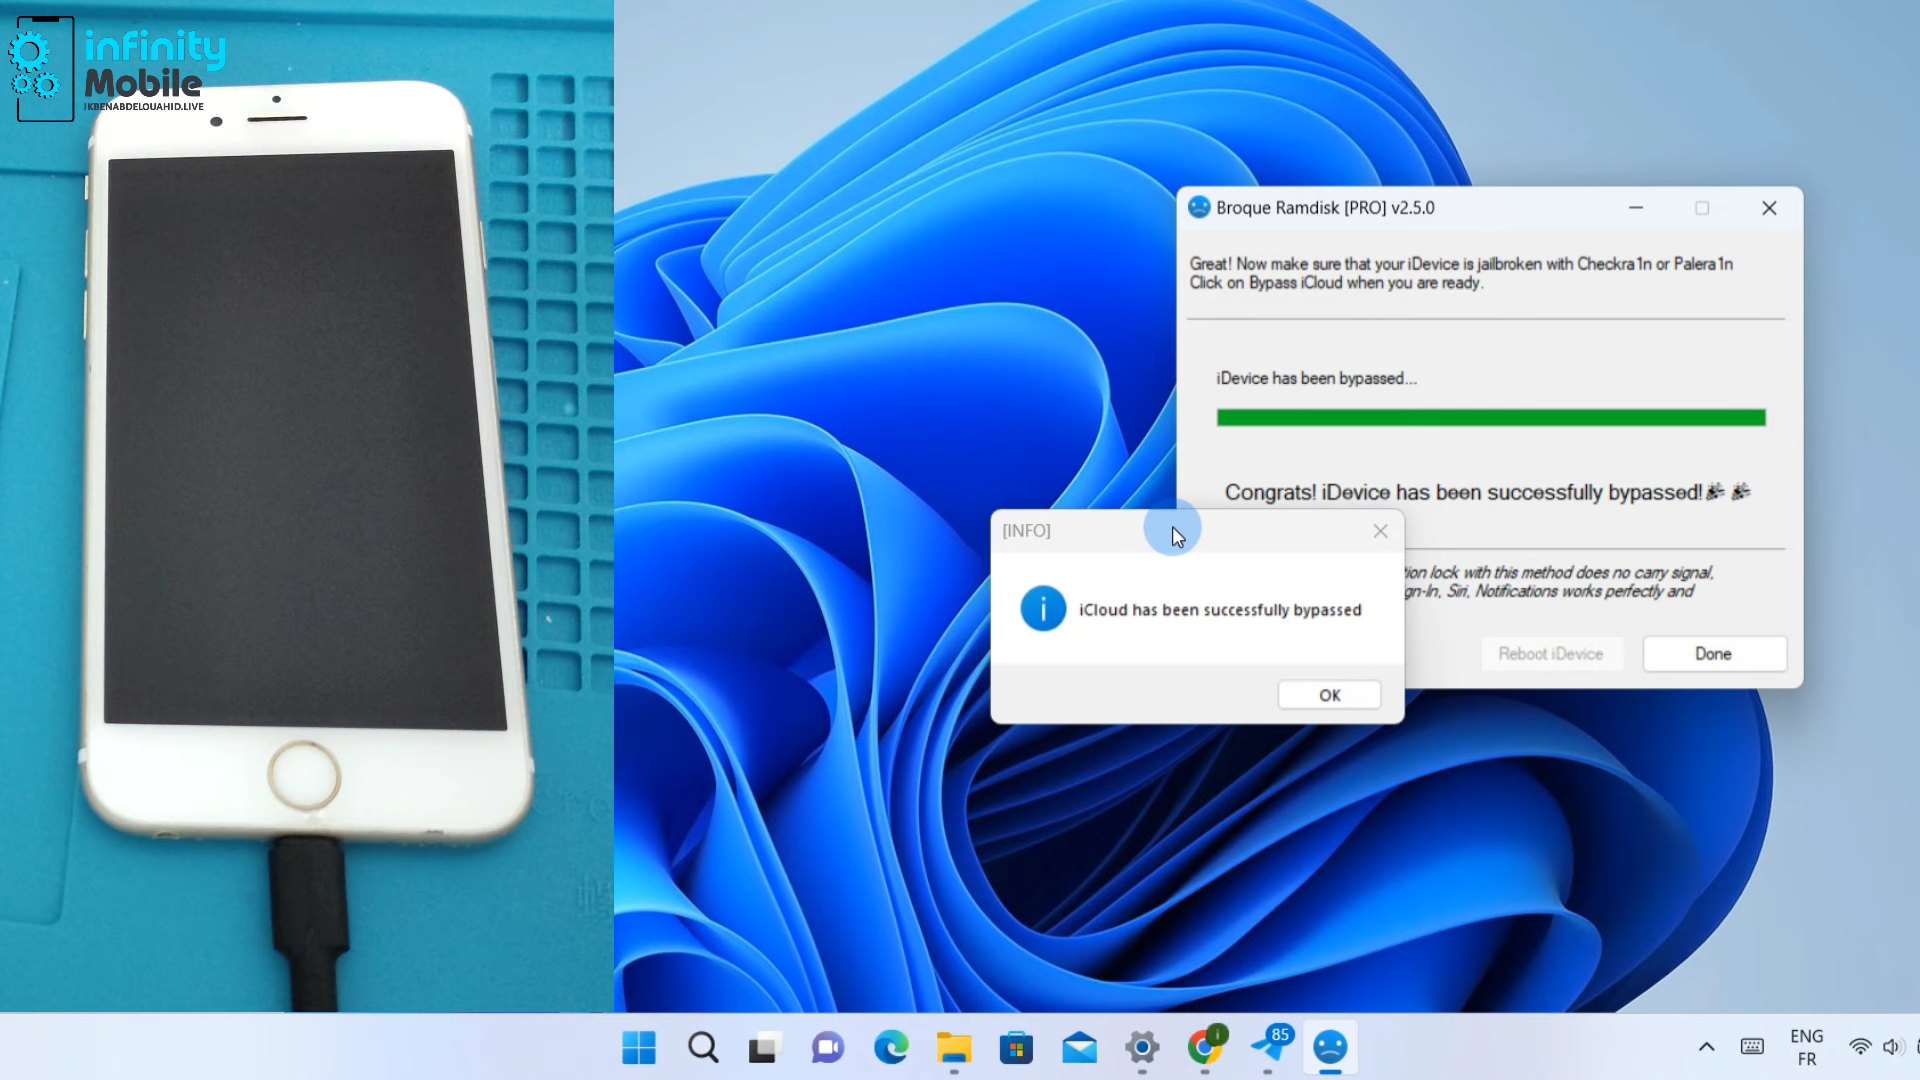 infinity
Mobile
IKBENABDELOUAHID.LIVE
Broque Ramdisk [PRO] v2.5.0
Great! Now make sure that your iDevice is jailbroken with Checkra1n or Palera1n
Click on Bypass iCloud when you are ready.
iDevice has been bypassed...
Congrats! iDevice has been successfully bypassed!
[INFO]
iCloud has been successfully bypassed
OK
tion lock with this method does no carry signal,
gn-In, Siri, Notifications works perfectly and
Reboot iDevice
Done
85
ENG
FR